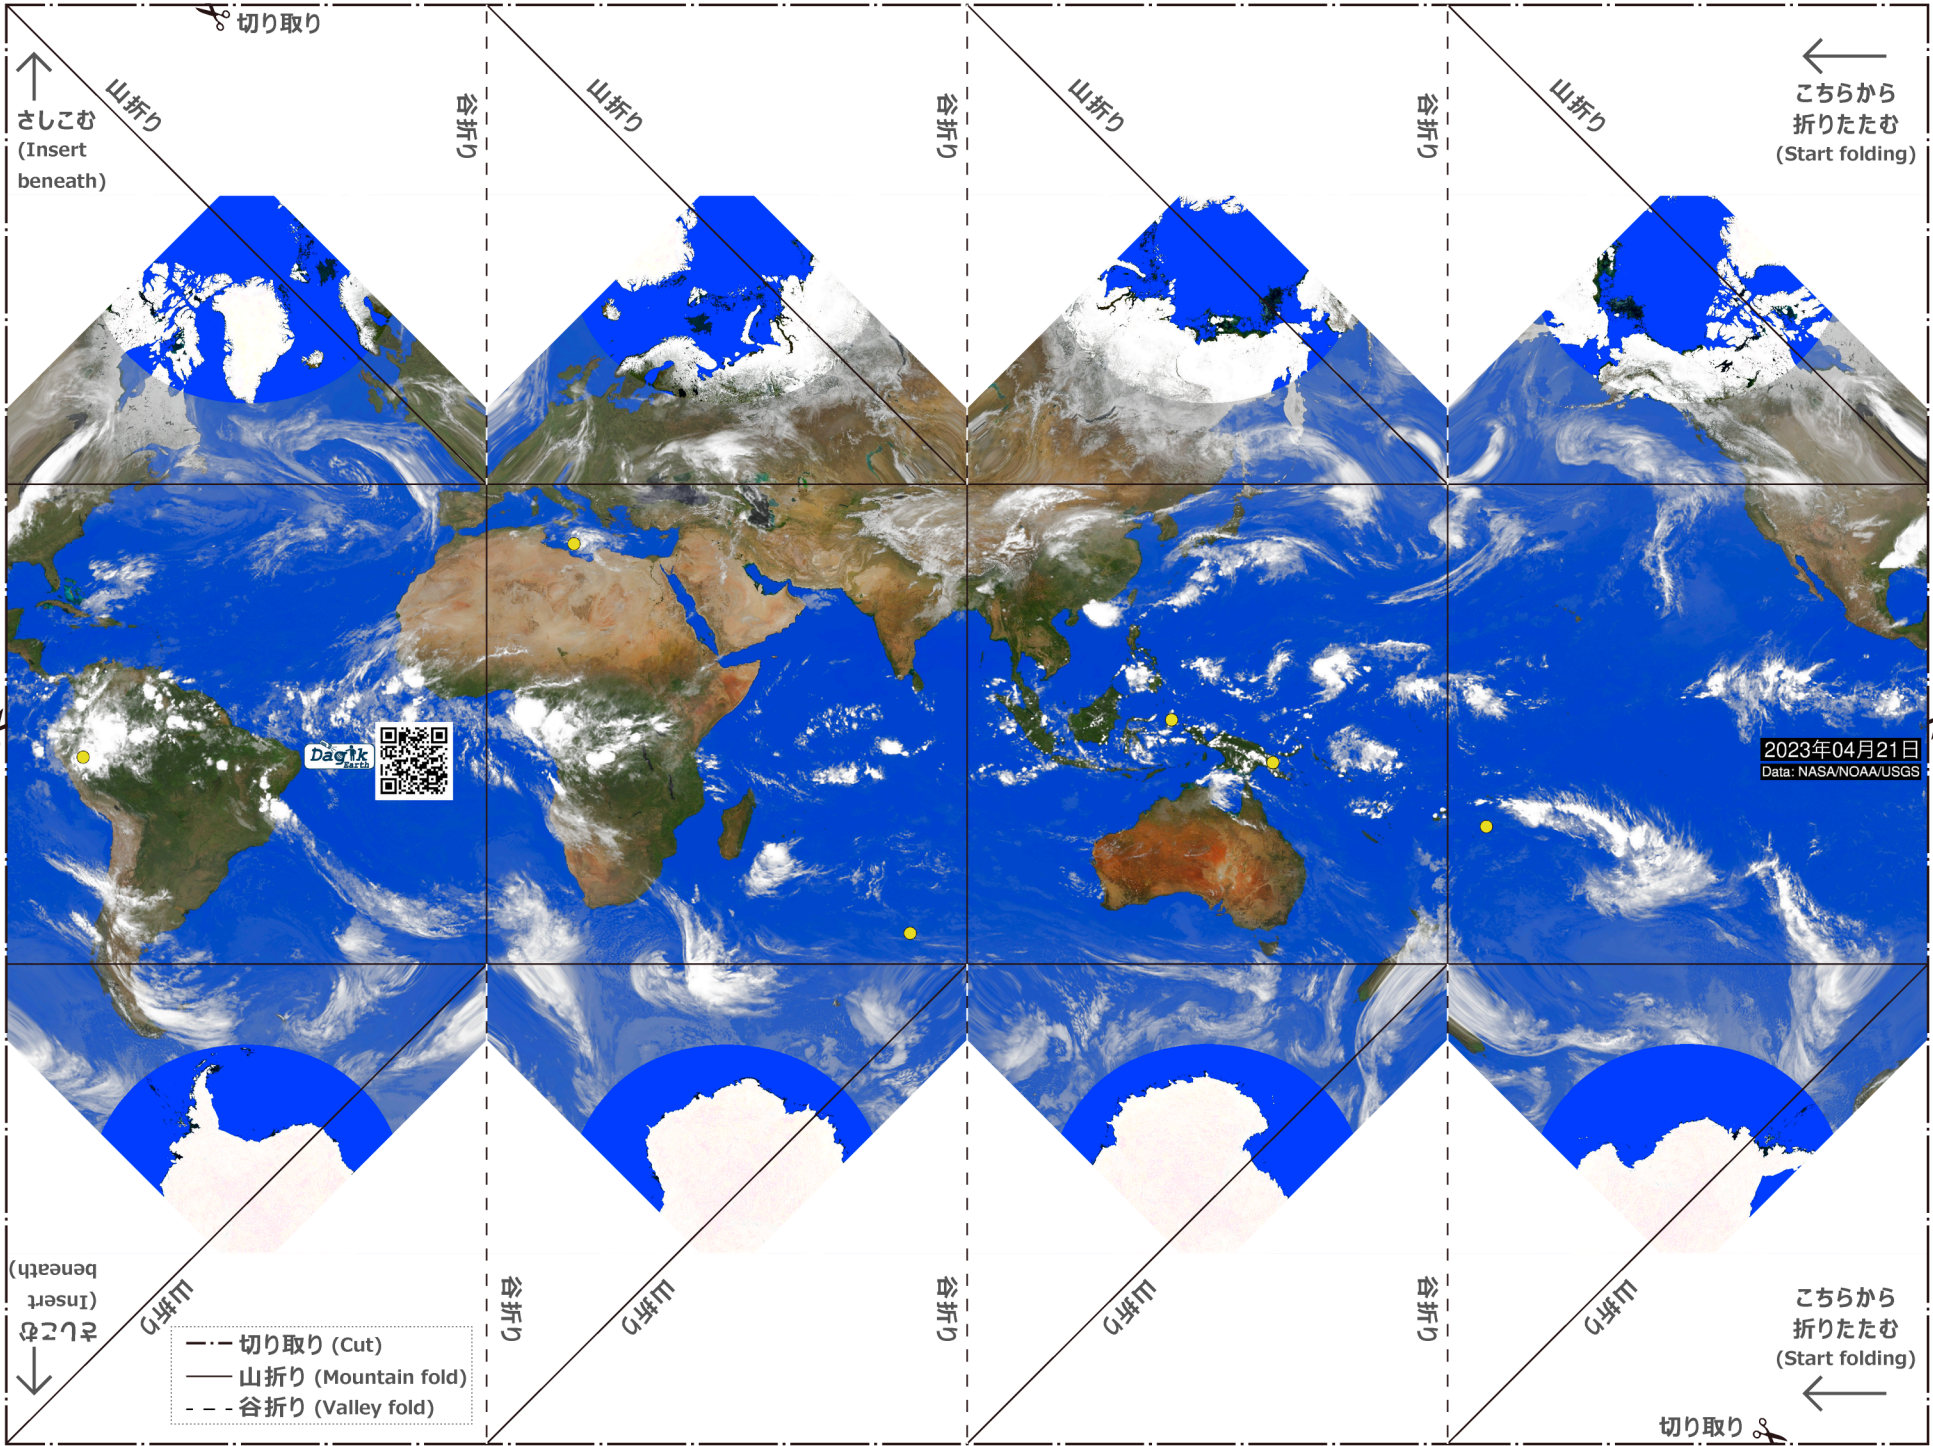 切り取り
山折り
谷折り
山折り
谷折り
山折り
谷折り
山折り
さしこむ
(Insert
beneath)
こちらから
折りたたむ
(Start folding)
Dagik
Earth
2023年04月21日
Data: NASA/NOAA/USGS
さしこむ
(Insert
beneath)
山折り
谷折り
山折り
谷折り
山折り
谷折り
山折り
こちらから
折りたたむ
(Start folding)
切り取り (Cut)
山折り (Mountain fold)
谷折り (Valley fold)
切り取り